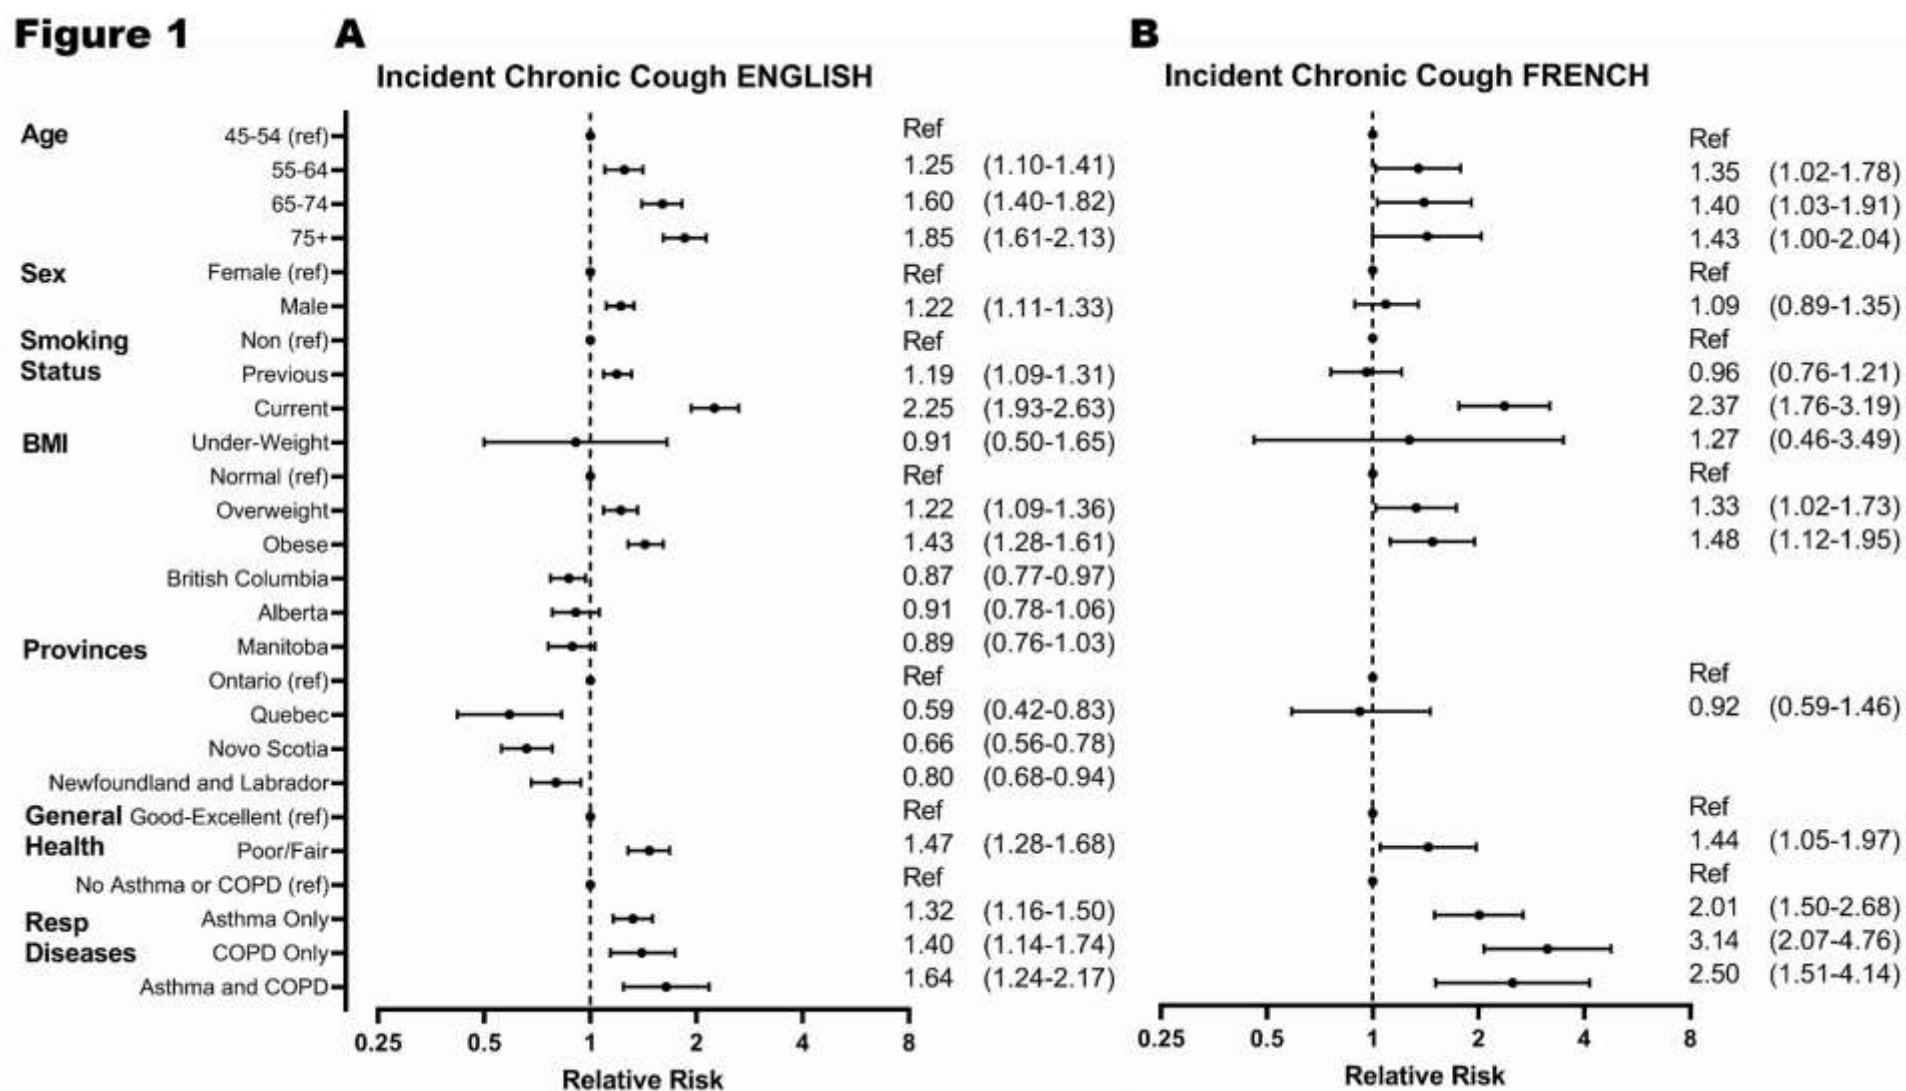 Figure 1 A B
Incident Chronic Cough ENGLISH Incident Chronic Cough FRENCH
Age 45-54 (ref) Ref Ref
55-64 1.25 (1.10-1.41) 1.35 (1.02-1.78)
65-74 1.60 (1.40-1.82) 1.40 (1.03-1.91)
75+ 1.85 (1.61-2.13) 1.43 (1.00-2.04)
Sex Female (ref) Ref Ref
Male 1.22 (1.11-1.33) 1.09 (0.89-1.35)
Smoking Non (ref) Ref Ref
Status Previous 1.19 (1.09-1.31) 0.96 (0.76-1.21)
Current 2.25 (1.93-2.63) 2.37 (1.76-3.19)
BMI Under-Weight 0.91 (0.50-1.65) 1.27 (0.46-3.49)
Normal (ref) Ref Ref
Overweight 1.22 (1.09-1.36) 1.33 (1.02-1.73)
Obese 1.43 (1.28-1.61) 1.48 (1.12-1.95)
British Columbia 0.87 (0.77-0.97)
Alberta 0.91 (0.78-1.06)
Provinces Manitoba 0.89 (0.76-1.03)
Ontario (ref) Ref Ref
Quebec 0.59 (0.42-0.83) 0.92 (0.59-1.46)
Novo Scotia 0.66 (0.56-0.78)
Newfoundland and Labrador 0.80 (0.68-0.94)
General Good-Excellent (ref) Ref Ref
Health Poor/Fair 1.47 (1.28-1.68) 1.44 (1.05-1.97)
No Asthma or COPD (ref) Ref Ref
Resp Asthma Only 1.32 (1.16-1.50) 2.01 (1.50-2.68)
Diseases COPD Only 1.40 (1.14-1.74) 3.14 (2.07-4.76)
Asthma and COPD 1.64 (1.24-2.17) 2.50 (1.51-4.14)
0.25 0.5 1 2 4 8 0.25 0.5 1 2 4 8
Relative Risk Relative Risk